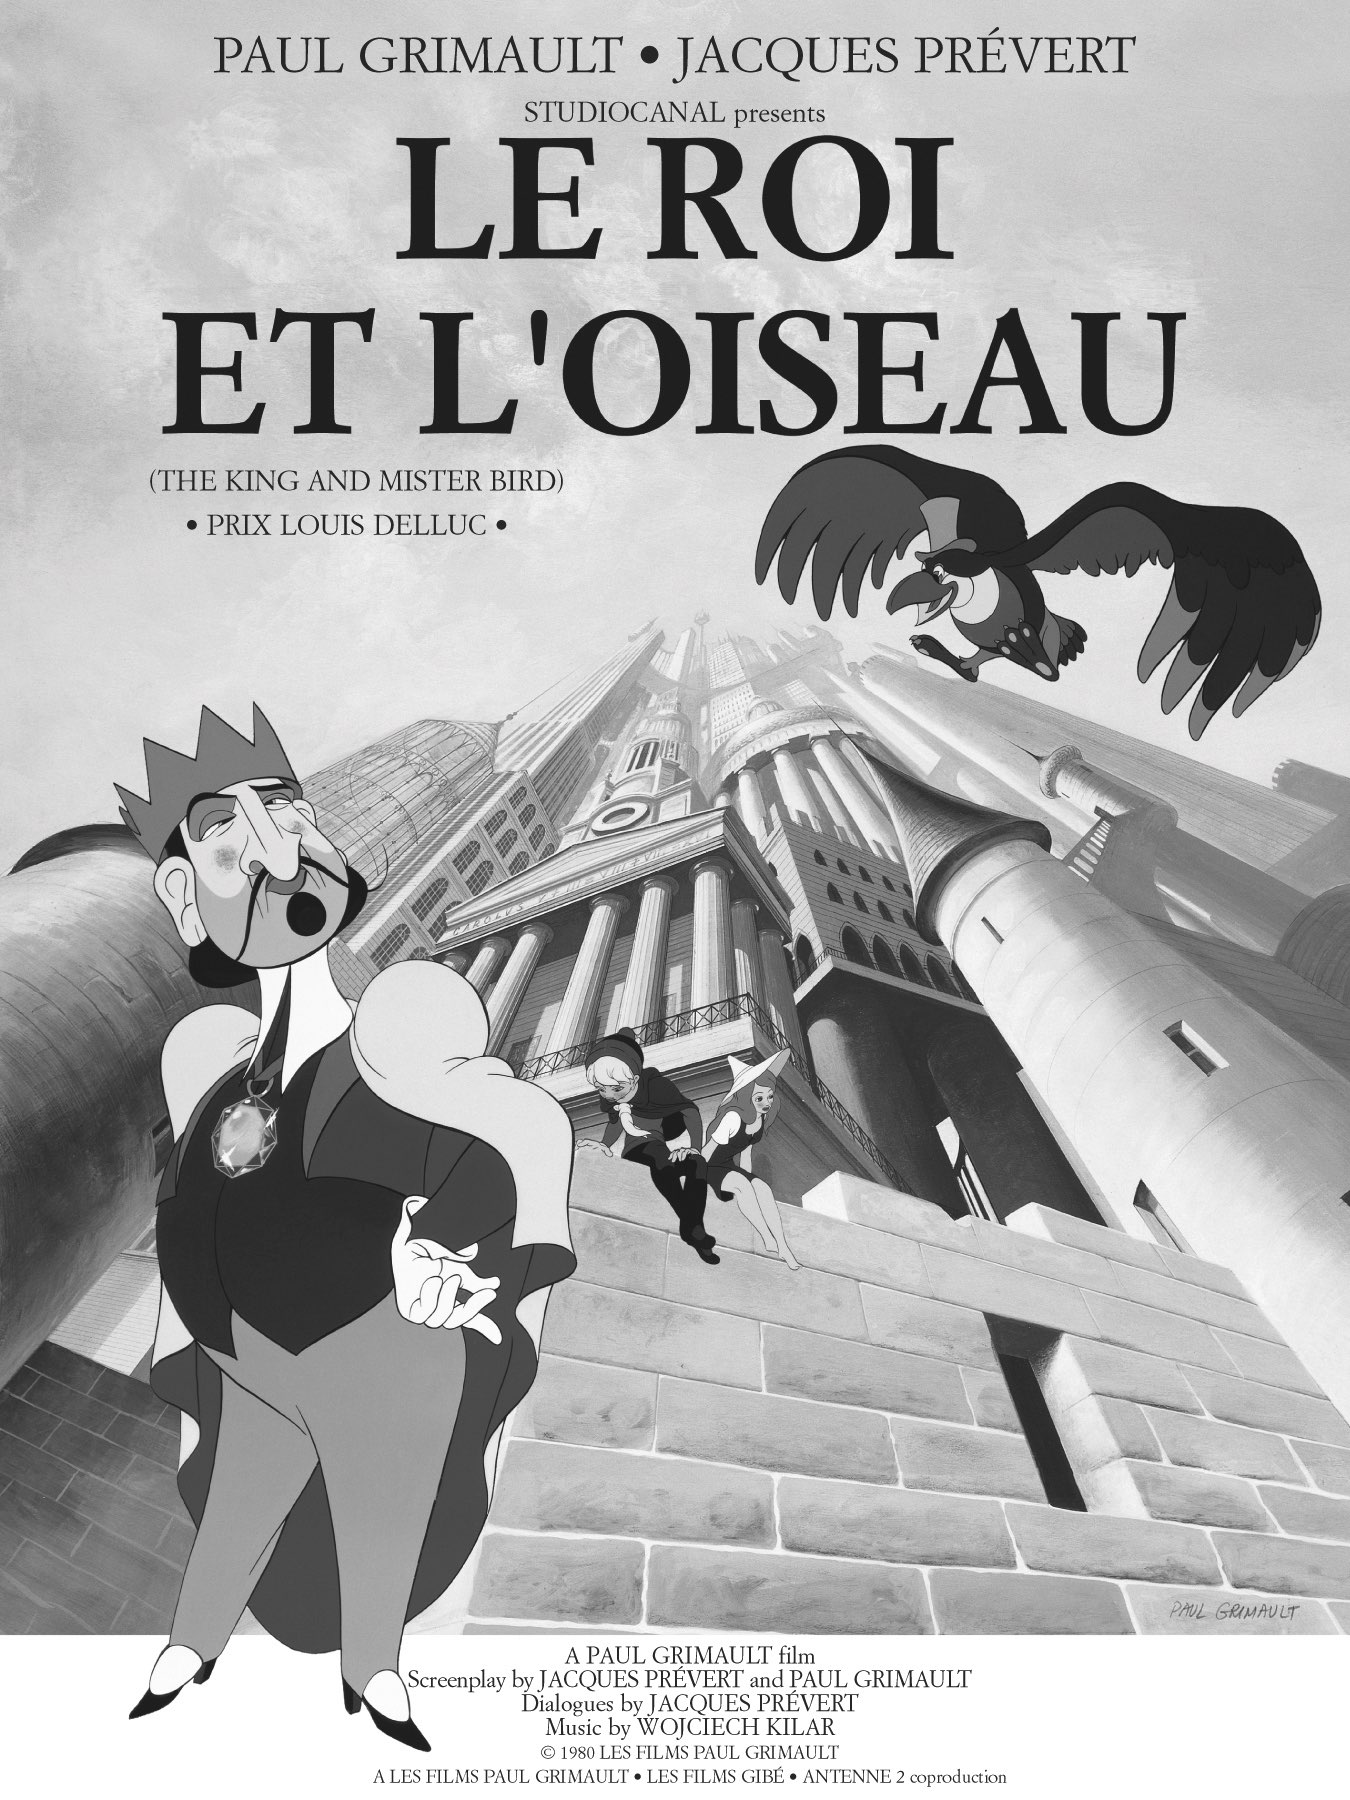 PAUL GRIMAULT • JACQUES PRÉVERT
STUDIOCANAL presents
LE ROI
ET L'OISEAU
(THE KING AND MISTER BIRD)
• PRIX LOUIS DELLUC •
PAUL GRIMAULT
A PAUL GRIMAULT film
Screenplay by JACQUES PRÉVERT and PAUL GRIMAULT
Dialogues by JACQUES PRÉVERT
Music by WOJCIECH KILAR
© 1980 LES FILMS PAUL GRIMAULT
A LES FILMS PAUL GRIMAULT • LES FILMS GIBÉ • ANTENNE 2 coproduction